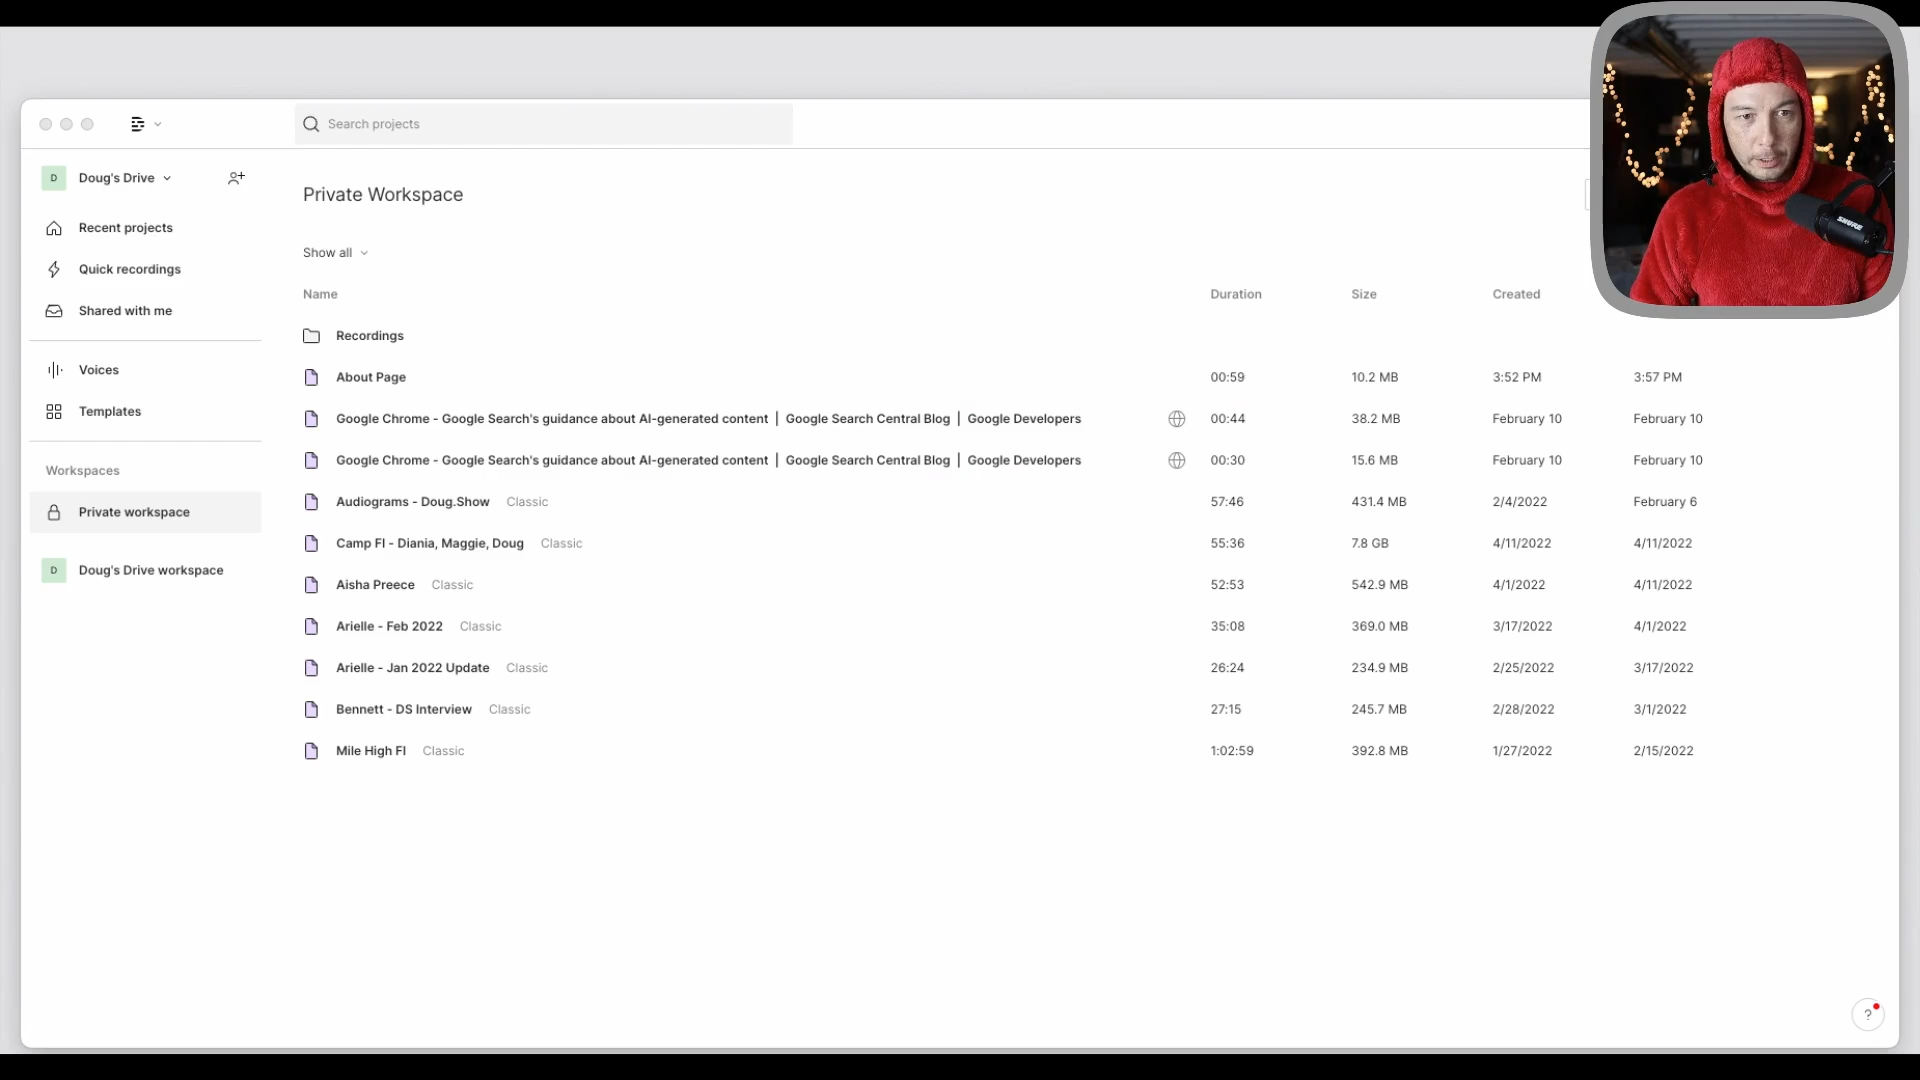 Search projects
D Doug's Drive
Private Workspace
Recent projects
Quick recordings
Shared with me
Voices
Templates
Workspaces
Private workspace
D Doug's Drive workspace
Show all
Name Duration Size Created
Recordings
About Page 00:59 10.2 MB 3:52 PM 3:57 PM
Google Chrome - Google Search's guidance about AI-generated content | Google Search Central Blog | Google Developers 00:44 38.2 MB February 10 February 10
Google Chrome - Google Search's guidance about AI-generated content | Google Search Central Blog | Google Developers 00:30 15.6 MB February 10 February 10
Audiograms - Doug.Show Classic 57:46 431.4 MB 2/4/2022 February 6
Camp FI - Diania, Maggie, Doug Classic 55:36 7.8 GB 4/11/2022 4/11/2022
Aisha Preece Classic 52:53 542.9 MB 4/1/2022 4/11/2022
Arielle - Feb 2022 Classic 35:08 369.0 MB 3/17/2022 4/1/2022
Arielle - Jan 2022 Update Classic 26:24 234.9 MB 2/25/2022 3/17/2022
Bennett - DS Interview Classic 27:15 245.7 MB 2/28/2022 3/1/2022
Mile High FI Classic 1:02:59 392.8 MB 1/27/2022 2/15/2022
SHURE
?